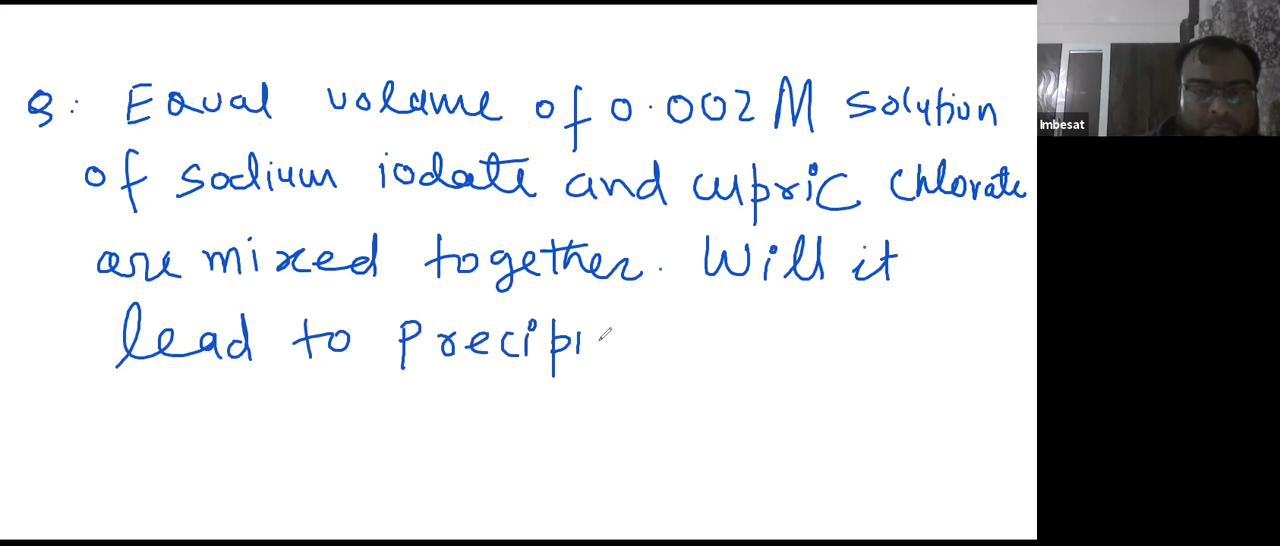 Q: Equal volume of 0.002 M solution
of sodium iodate and cupric chlorate
are mixed together. Will it
lead to precipi
Imbesat